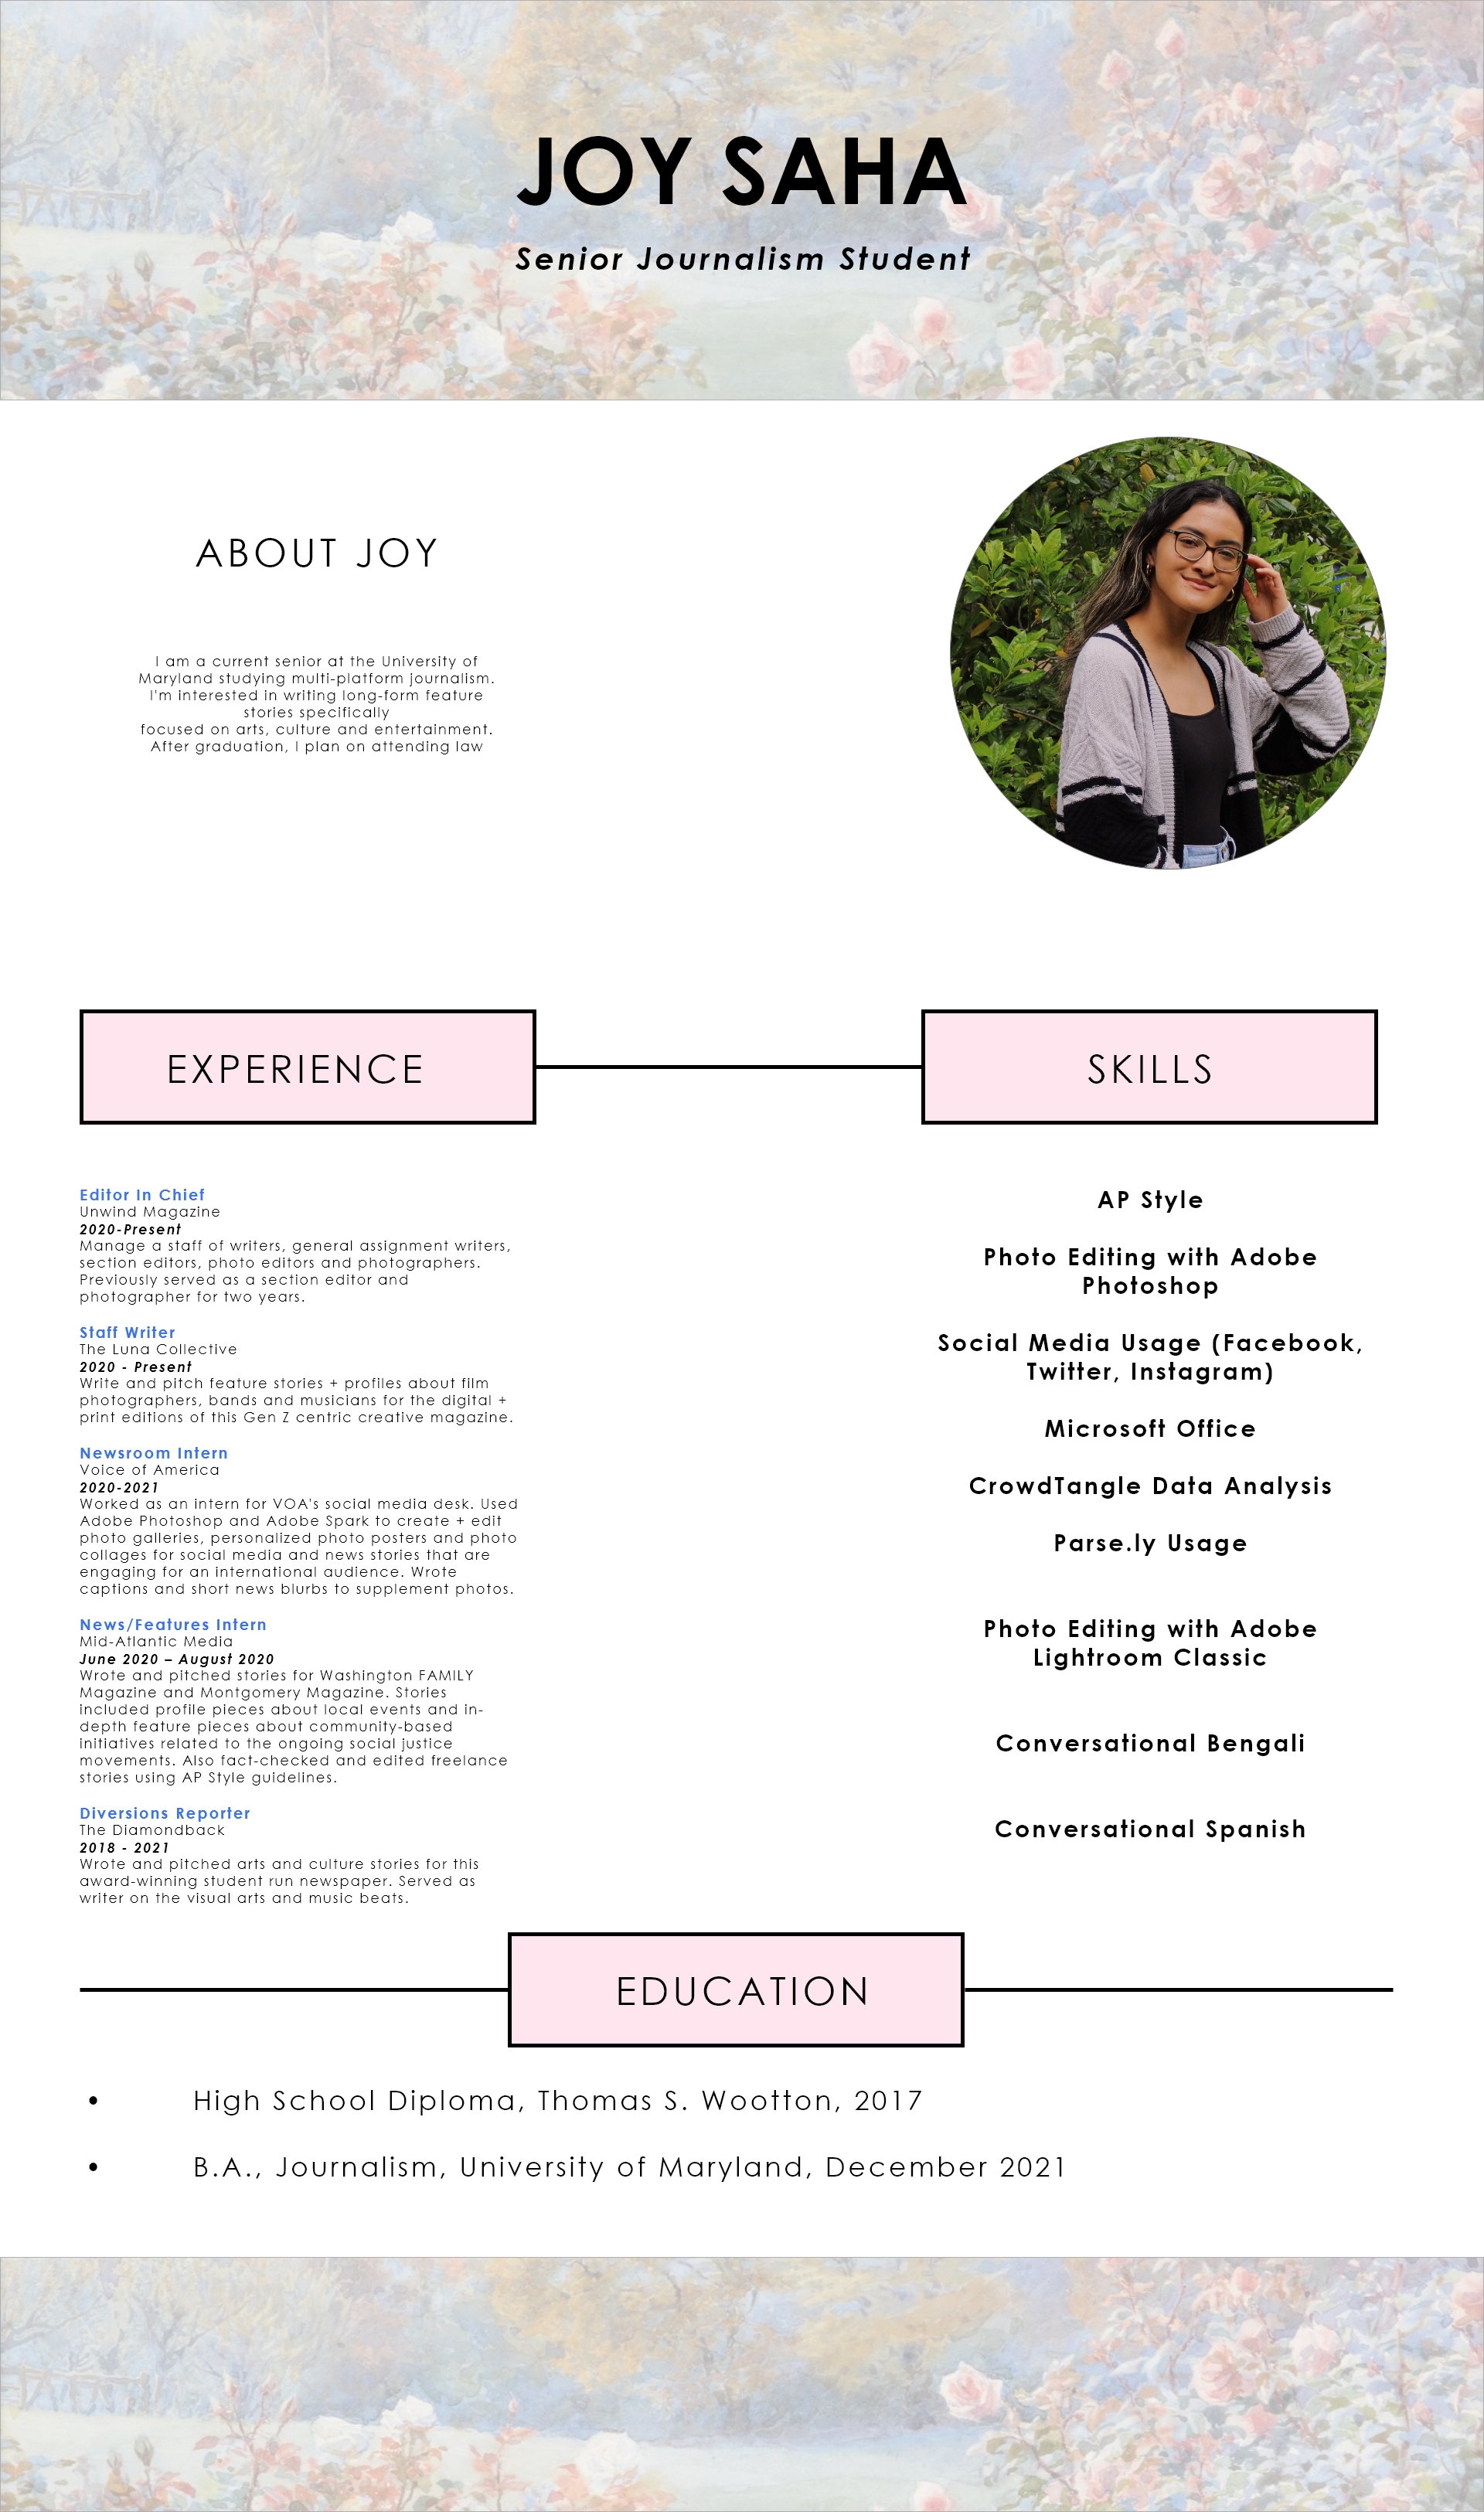 JOY SAHA
Senior Journalism Student
ABOUT JOY
I am a current senior at the University of
Maryland studying multi-platform journalism.
I'm interested in writing long-form feature
stories specifically
focused on arts, culture and entertainment.
After graduation, I plan on attending law
EXPERIENCE
Editor In Chief
Unwind Magazine
2020-Present
Manage a staff of writers, general assignment writers,
section editors, photo editors and photographers.
Previously served as a section editor and
photographer for two years.
Staff Writer
The Luna Collective
2020 - Present
Write and pitch feature stories + profiles about film
photographers, bands and musicians for the digital +
print editions of this Gen Z centric creative magazine.
Newsroom Intern
Voice of America
2020-2021
Worked as an intern for VOA's social media desk. Used
Adobe Photoshop and Adobe Spark to create + edit
photo galleries, personalized photo posters and photo
collages for social media and news stories that are
engaging for an international audience. Wrote
captions and short news blurbs to supplement photos.
News/Features Intern
Mid-Atlantic Media
June 2020 – August 2020
Wrote and pitched stories for Washington FAMILY
Magazine and Montgomery Magazine. Stories
included profile pieces about local events and in-
depth feature pieces about community-based
initiatives related to the ongoing social justice
movements. Also fact-checked and edited freelance
stories using AP Style guidelines.
Diversions Reporter
The Diamondback
2018 - 2021
Wrote and pitched arts and culture stories for this
award-winning student run newspaper. Served as
writer on the visual arts and music beats.
SKILLS
AP Style
Photo Editing with Adobe
Photoshop
Social Media Usage (Facebook,
Twitter, Instagram)
Microsoft Office
CrowdTangle Data Analysis
Parse.ly Usage
Photo Editing with Adobe
Lightroom Classic
Conversational Bengali
Conversational Spanish
EDUCATION
• High School Diploma, Thomas S. Wootton, 2017
• B.A., Journalism, University of Maryland, December 2021